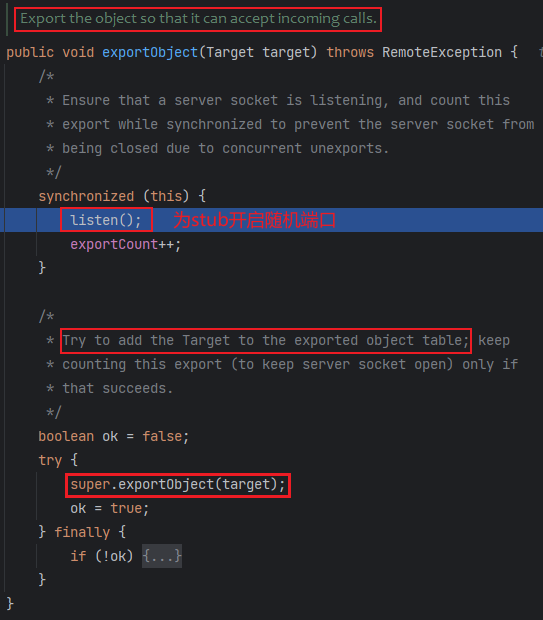 Export the object so that it can accept incoming calls.
public void exportObject(Target target) throws RemoteException {
/*
* Ensure that a server socket is listening, and count this
* export while synchronized to prevent the server socket from
* being closed due to concurrent unexports.
*/
synchronized (this) {
listen(); 为stub开启随机端口
exportCount++;
}
/*
* Try to add the Target to the exported object table; keep
* counting this export (to keep server socket open) only if
* that succeeds.
*/
boolean ok = false;
try {
super.exportObject(target);
ok = true;
} finally {
if (!ok) {...}
}
}